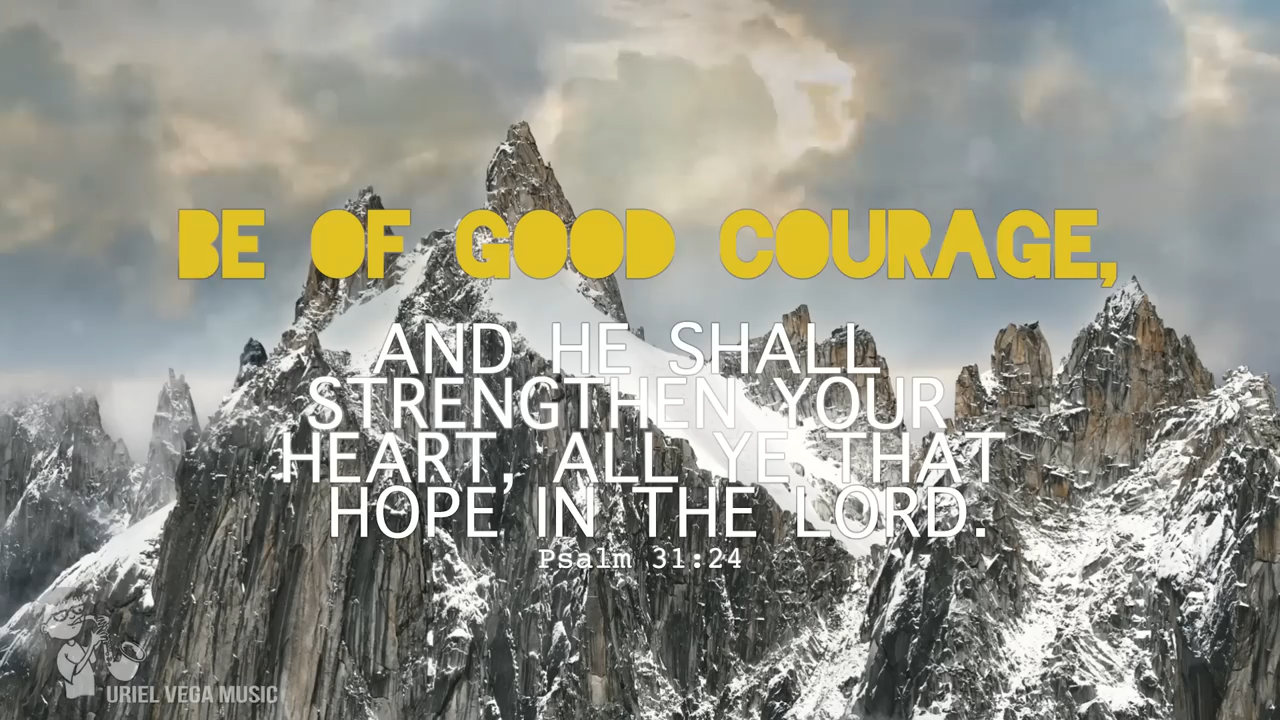 BE OF GOOD COURAGE,
AND HE SHALL
STRENGTHEN YOUR
HEART, ALL YE THAT
HOPE IN THE LORD.
Psalm 31:24
URIEL VEGA MUSIC